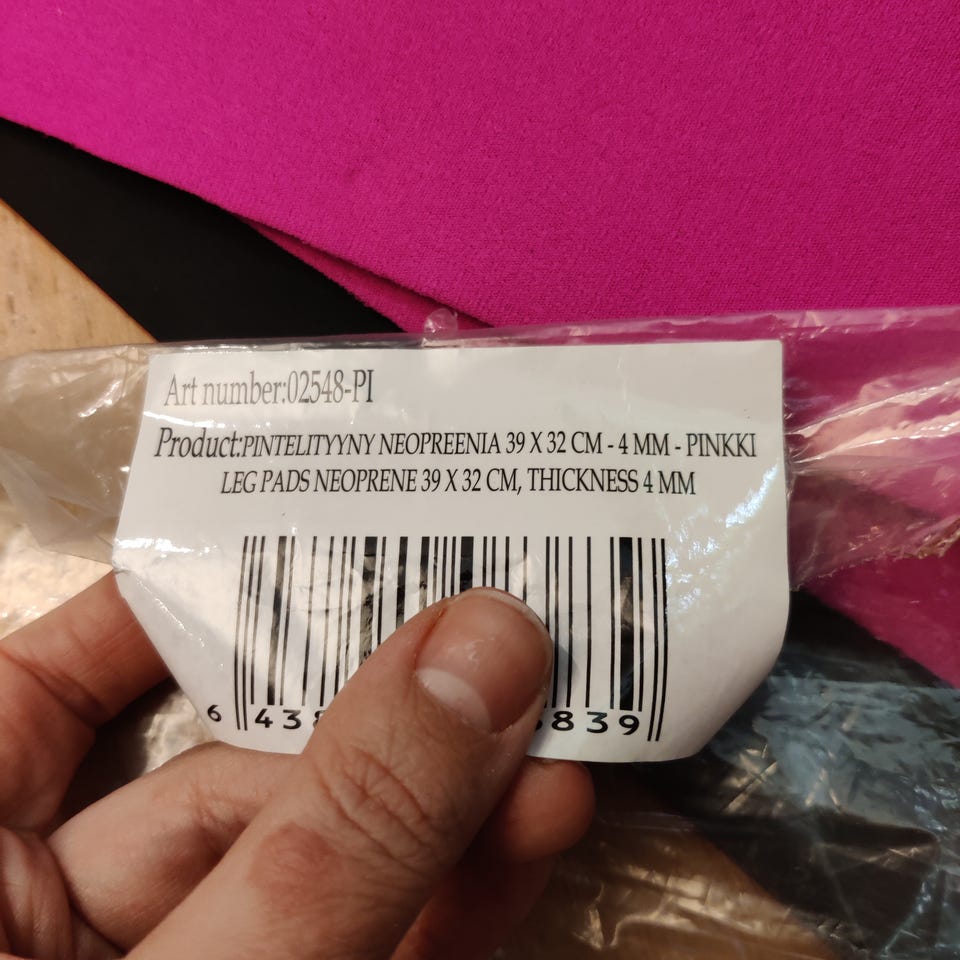 Art number:02548-PI
Product:PINTELITYYNY NEOPREENIA 39 X 32 CM - 4 MM - PINKKI
LEG PADS NEOPRENE 39 X 32 CM, THICKNESS 4 MM